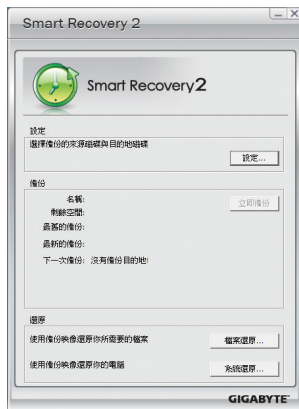 Smart Recovery 2
Smart Recovery2
設定
選擇備份的來源磁碟與目的地磁碟
設定...
備份
名稱:
立即備份
剩餘空間:
最舊的備份:
最新的備份:
下一次備份: 沒有備份目的地!
還原
使用備份映像還原你所需要的檔案
檔案還原...
使用備份映像還原你的電腦
系統還原...
GIGABYTE™